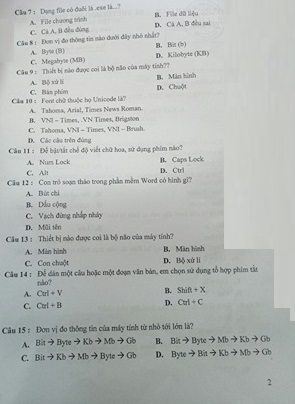 Câu 7 : Dạng file có đuôi là .exe là...?
A. File chương trình
B. File dữ liệu
C. Cả A, B đều đúng
D. Cả A, B đều sai
Câu 8 : Đơn vị đo thông tin nào dưới đây nhỏ nhất?
A. Byte (B)
B. Bit (b)
C. Megabyte (MB)
D. Kilobyte (KB)
Câu 9 : Thiết bị nào được coi là bộ não của máy tính??
A. Bộ xử lí
B. Màn hình
C. Bàn phím
D. Chuột
Câu 10 : Font chữ thuộc họ Unicode là?
A. Tahoma, Arial, Times News Roman.
B. VNI – Times, .VN Times, Brigston
C. Tahoma, VNI – Times, VNI – Brush.
D. Các câu trên đúng
Câu 11 : Để bật/tắt chế độ viết chữ hoa, sử dụng phím nào?
A. Num Lock
B. Caps Lock
C. Alt
D. Ctrl
Câu 12 : Con trỏ soạn thảo trong phần mềm Word có hình gì?
A. Bút chì
B. Dấu cộng
C. Vạch đứng nhấp nháy
D. Mũi tên
Câu 13 : Thiết bị nào được coi là bộ não của máy tính?
A. Màn hình
B. Màn hình
C. Con chuột
D. Bộ xử lí
Câu 14 : Để dán một câu hoặc một đoạn văn bản, em chọn sử dụng tổ hợp phím tắt
nào?
A. Ctrl + V
B. Shift + X
C. Ctrl + B
D. Ctrl + C
Câu 15 : Đơn vị đo thông tin của máy tính từ nhỏ tới lớn là?
A. Bit → Byte → Kb → Mb → Gb
B. Bit → Byte → Mb → Kb → Gb
C. Bit → Kb → Mb → Byte → Gb
D. Byte → Bit → Kb → Mb → Gb
2